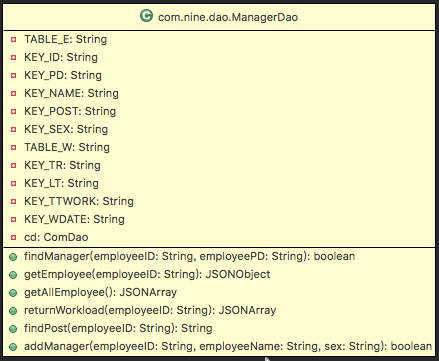 C com.nine.dao.ManagerDao
TABLE_E: String
KEY_ID: String
KEY_PD: String
KEY_NAME: String
KEY_POST: String
KEY_SEX: String
TABLE_W: String
KEY_TR: String
KEY_LT: String
KEY_TTWORK: String
KEY_WDATE: String
cd: ComDao
findManager(employeeID: String, employeePD: String): boolean
getEmployee(employeeID: String): JSONObject
getAllEmployee(): JSONArray
returnWorkload(employeeID: String): JSONArray
findPost(employeeID: String): String
addManager(employeeID: String, employeeName: String, sex: String): boolean